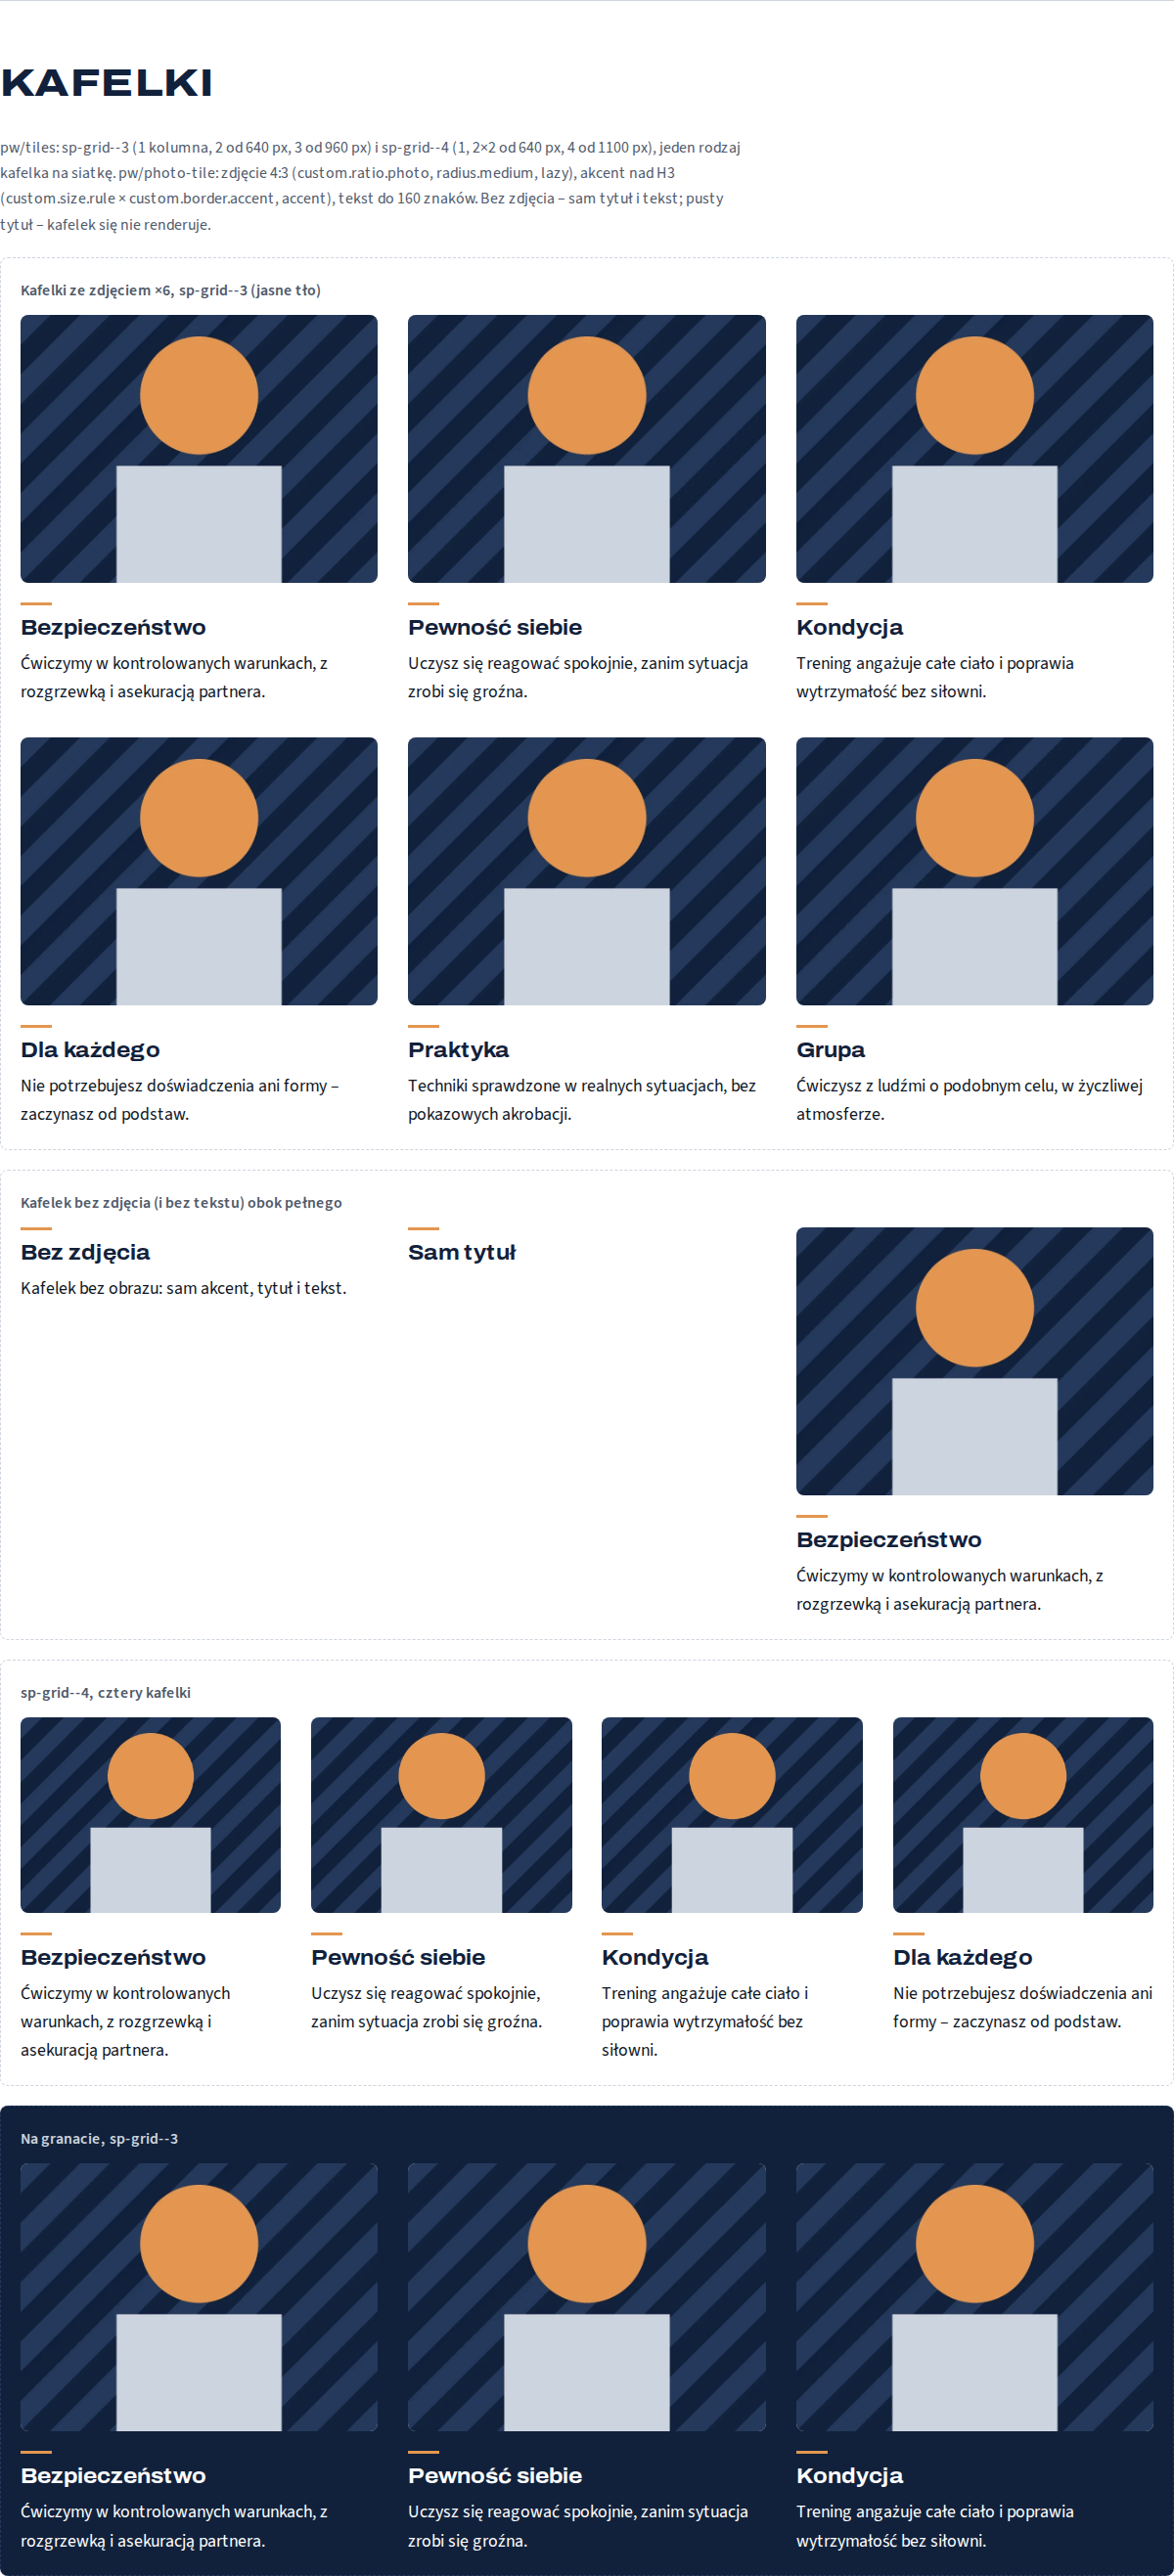 KAFELKI
pw/tiles: sp-grid--3 (1 kolumna, 2 od 640 px, 3 od 960 px) i sp-grid--4 (1, 2×2 od 640 px, 4 od 1100 px), jeden rodzaj
kafelka na siatkę. pw/photo-tile: zdjęcie 4:3 (custom.ratio.photo, radius.medium, lazy), akcent nad H3
(custom.size.rule × custom.border.accent, accent), tekst do 160 znaków. Bez zdjęcia – sam tytuł i tekst; pusty
tytuł – kafelek się nie renderuje.
Kafelki ze zdjęciem ×6, sp-grid--3 (jasne tło)
Bezpieczeństwo
Ćwiczymy w kontrolowanych warunkach, z
rozgrzewką i asekuracją partnera.
Pewność siebie
Uczysz się reagować spokojnie, zanim sytuacja
zrobi się groźna.
Kondycja
Trening angażuje całe ciało i poprawia
wytrzymałość bez siłowni.
Dla każdego
Nie potrzebujesz doświadczenia ani formy –
zaczynasz od podstaw.
Praktyka
Techniki sprawdzone w realnych sytuacjach, bez
pokazowych akrobacji.
Grupa
Ćwiczysz z ludźmi o podobnym celu, w życzliwej
atmosferze.
Kafelek bez zdjęcia (i bez tekstu) obok pełnego
Bez zdjęcia
Kafelek bez obrazu: sam akcent, tytuł i tekst.
Sam tytuł
Bezpieczeństwo
Ćwiczymy w kontrolowanych warunkach, z
rozgrzewką i asekuracją partnera.
sp-grid--4, cztery kafelki
Bezpieczeństwo
Ćwiczymy w kontrolowanych
warunkach, z rozgrzewką i
asekuracją partnera.
Pewność siebie
Uczysz się reagować spokojnie,
zanim sytuacja zrobi się groźna.
Kondycja
Trening angażuje całe ciało i
poprawia wytrzymałość bez
siłowni.
Dla każdego
Nie potrzebujesz doświadczenia ani
formy – zaczynasz od podstaw.
Na granacie, sp-grid--3
Bezpieczeństwo
Ćwiczymy w kontrolowanych warunkach, z
rozgrzewką i asekuracją partnera.
Pewność siebie
Uczysz się reagować spokojnie, zanim sytuacja
zrobi się groźna.
Kondycja
Trening angażuje całe ciało i poprawia
wytrzymałość bez siłowni.